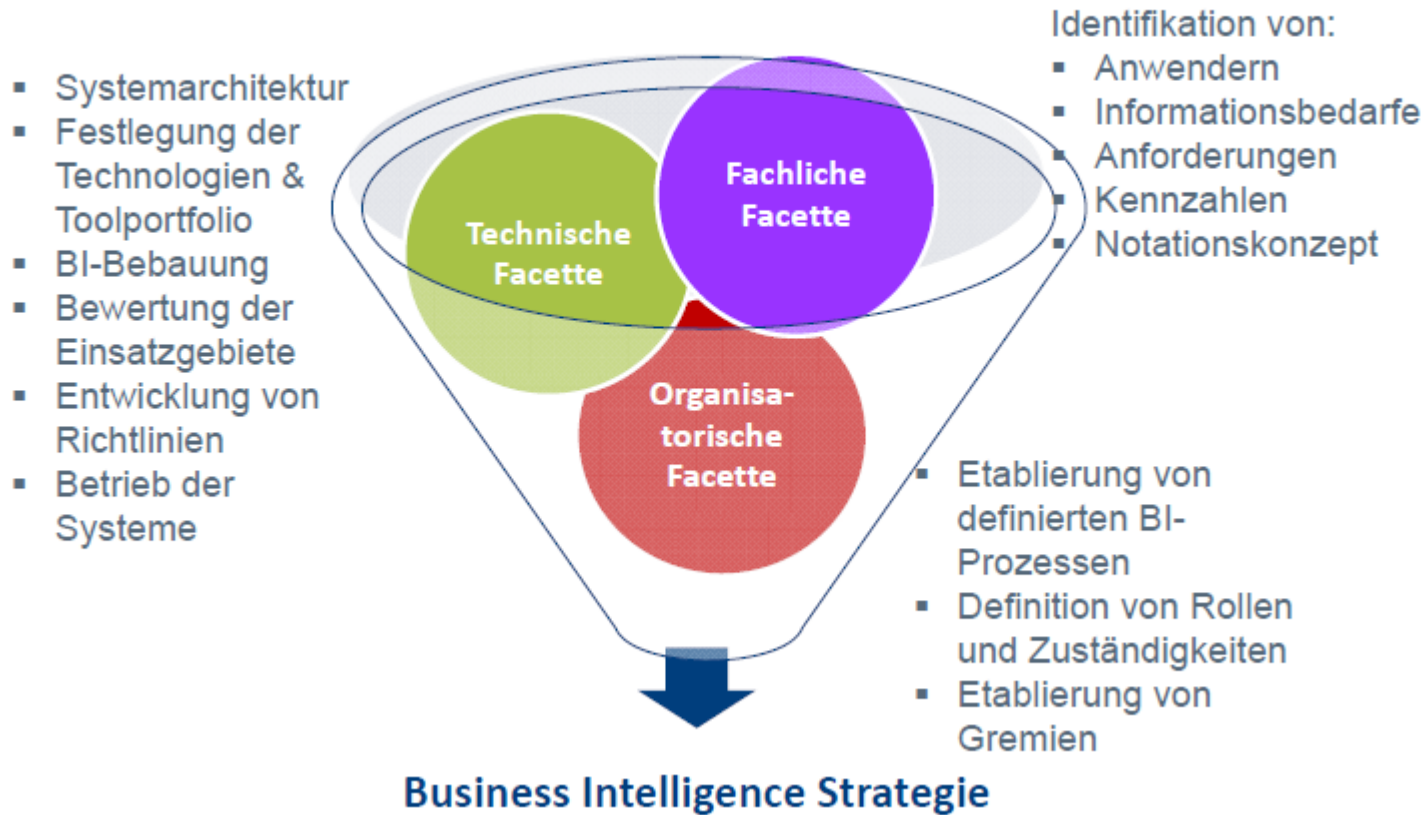 ▪ Systemarchitektur
▪ Festlegung der
Technologien &
Toolportfolio
▪ BI-Bebauung
▪ Bewertung der
Einsatzgebiete
▪ Entwicklung von
Richtlinien
▪ Betrieb der
Systeme
Technische
Facette
Fachliche
Facette
Organisa-
torische
Facette
Identifikation von:
▪ Anwendern
▪ Informationsbedarfe
▪ Anforderungen
▪ Kennzahlen
▪ Notationskonzept
▪ Etablierung von
definierten BI-
Prozessen
▪ Definition von Rollen
und Zuständigkeiten
▪ Etablierung von
Gremien
Business Intelligence Strategie